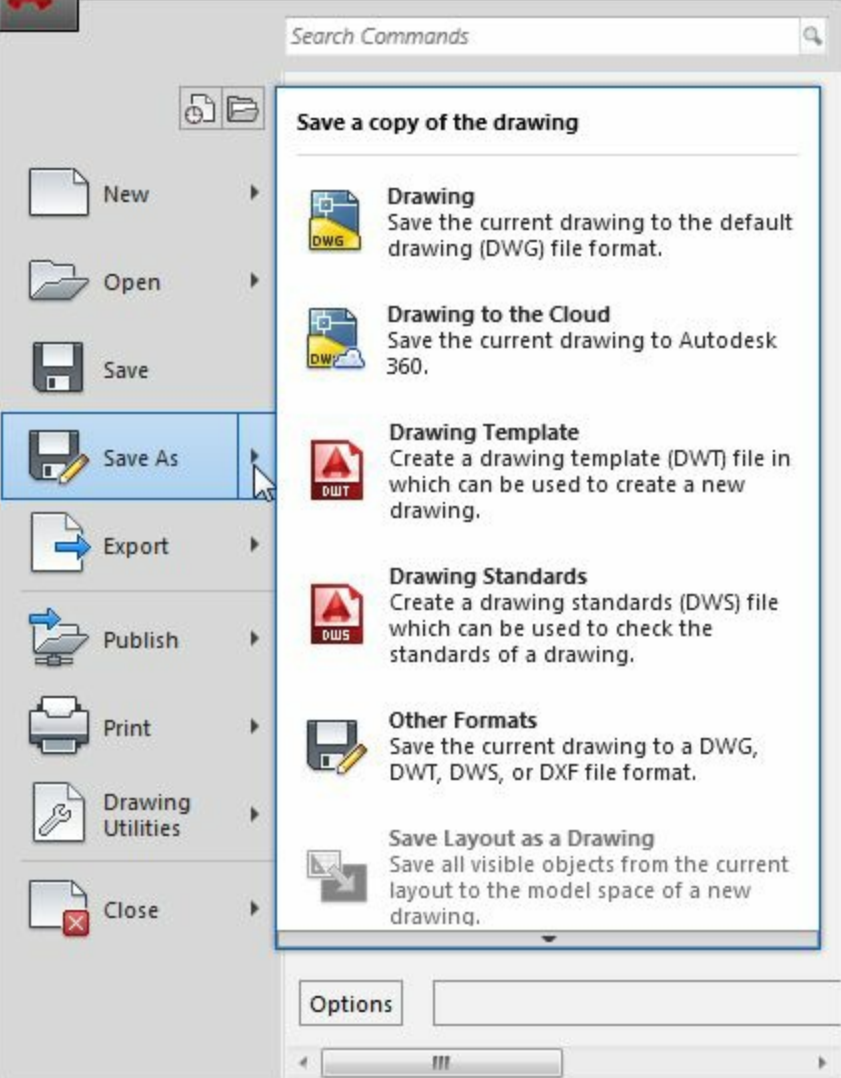 Search Commands
Save a copy of the drawing
New
Open
Save
Save As
Export
Publish
Print
Drawing
Utilities
Close
Drawing
Save the current drawing to the default
drawing (DWG) file format.
DWG
Drawing to the Cloud
Save the current drawing to Autodesk
360.
DW
Drawing Template
Create a drawing template (DWT) file in
which can be used to create a new
drawing.
DWT
Drawing Standards
Create a drawing standards (DWS) file
which can be used to check the
standards of a drawing.
DWS
Other Formats
Save the current drawing to a DWG,
DWT, DWS, or DXF file format.
Save Layout as a Drawing
Save all visible objects from the current
layout to the model space of a new
drawing.
Options